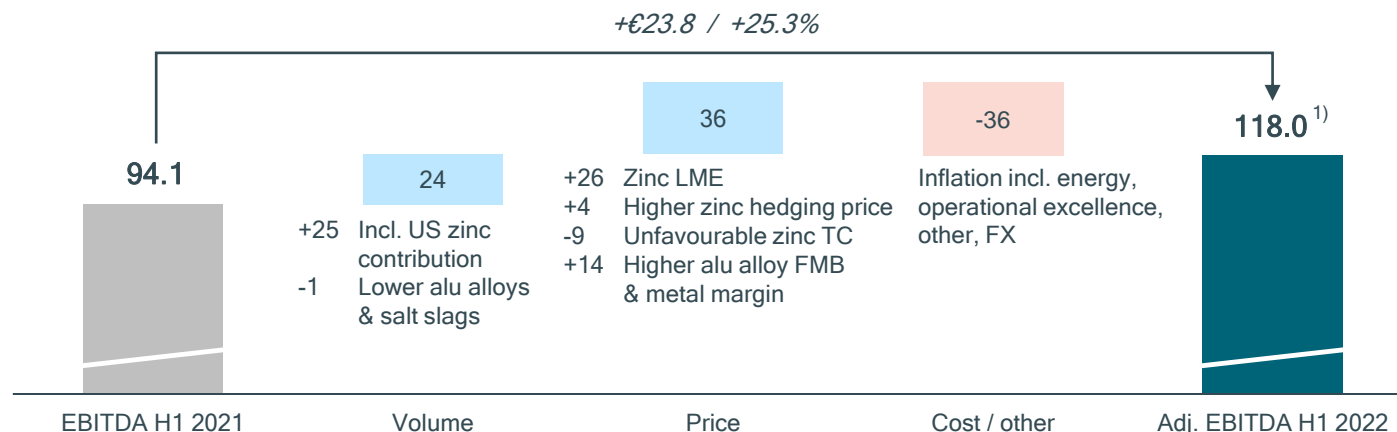 +€23.8 / +25.3%
94.1
24
+25 Incl. US zinc
contribution
-1 Lower alu alloys
& salt slags
36
+26 Zinc LME
+4 Higher zinc hedging price
-9 Unfavourable zinc TC
+14 Higher alu alloy FMB
& metal margin
-36
Inflation incl. energy,
operational excellence,
other, FX
118.0 1)
EBITDA H1 2021
Volume
Price
Cost / other
Adj. EBITDA H1 2022